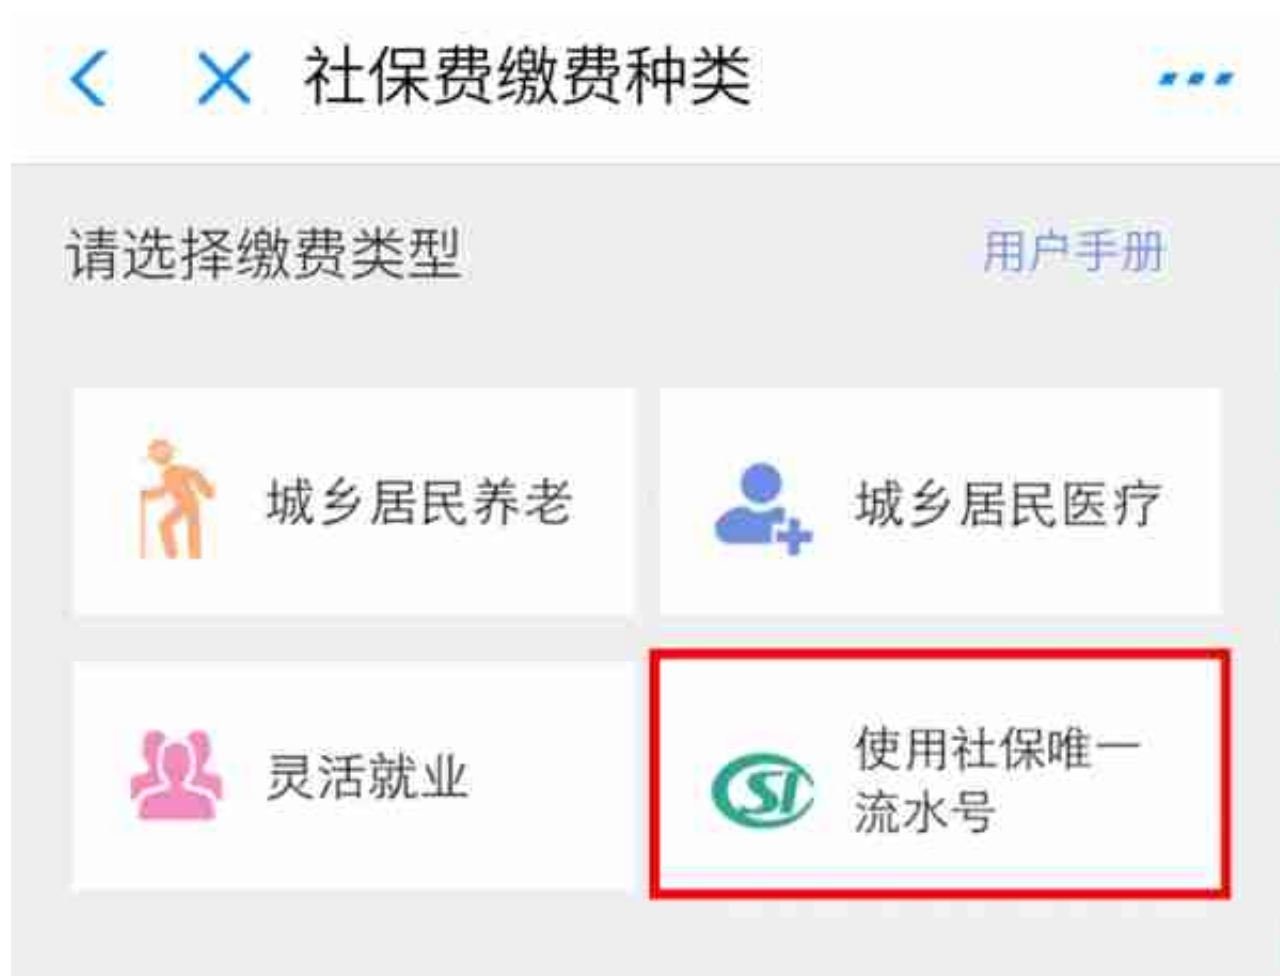 社保费缴费种类
请选择缴费类型
用户手册
城乡居民养老
城乡居民医疗
灵活就业
使用社保唯一
流水号